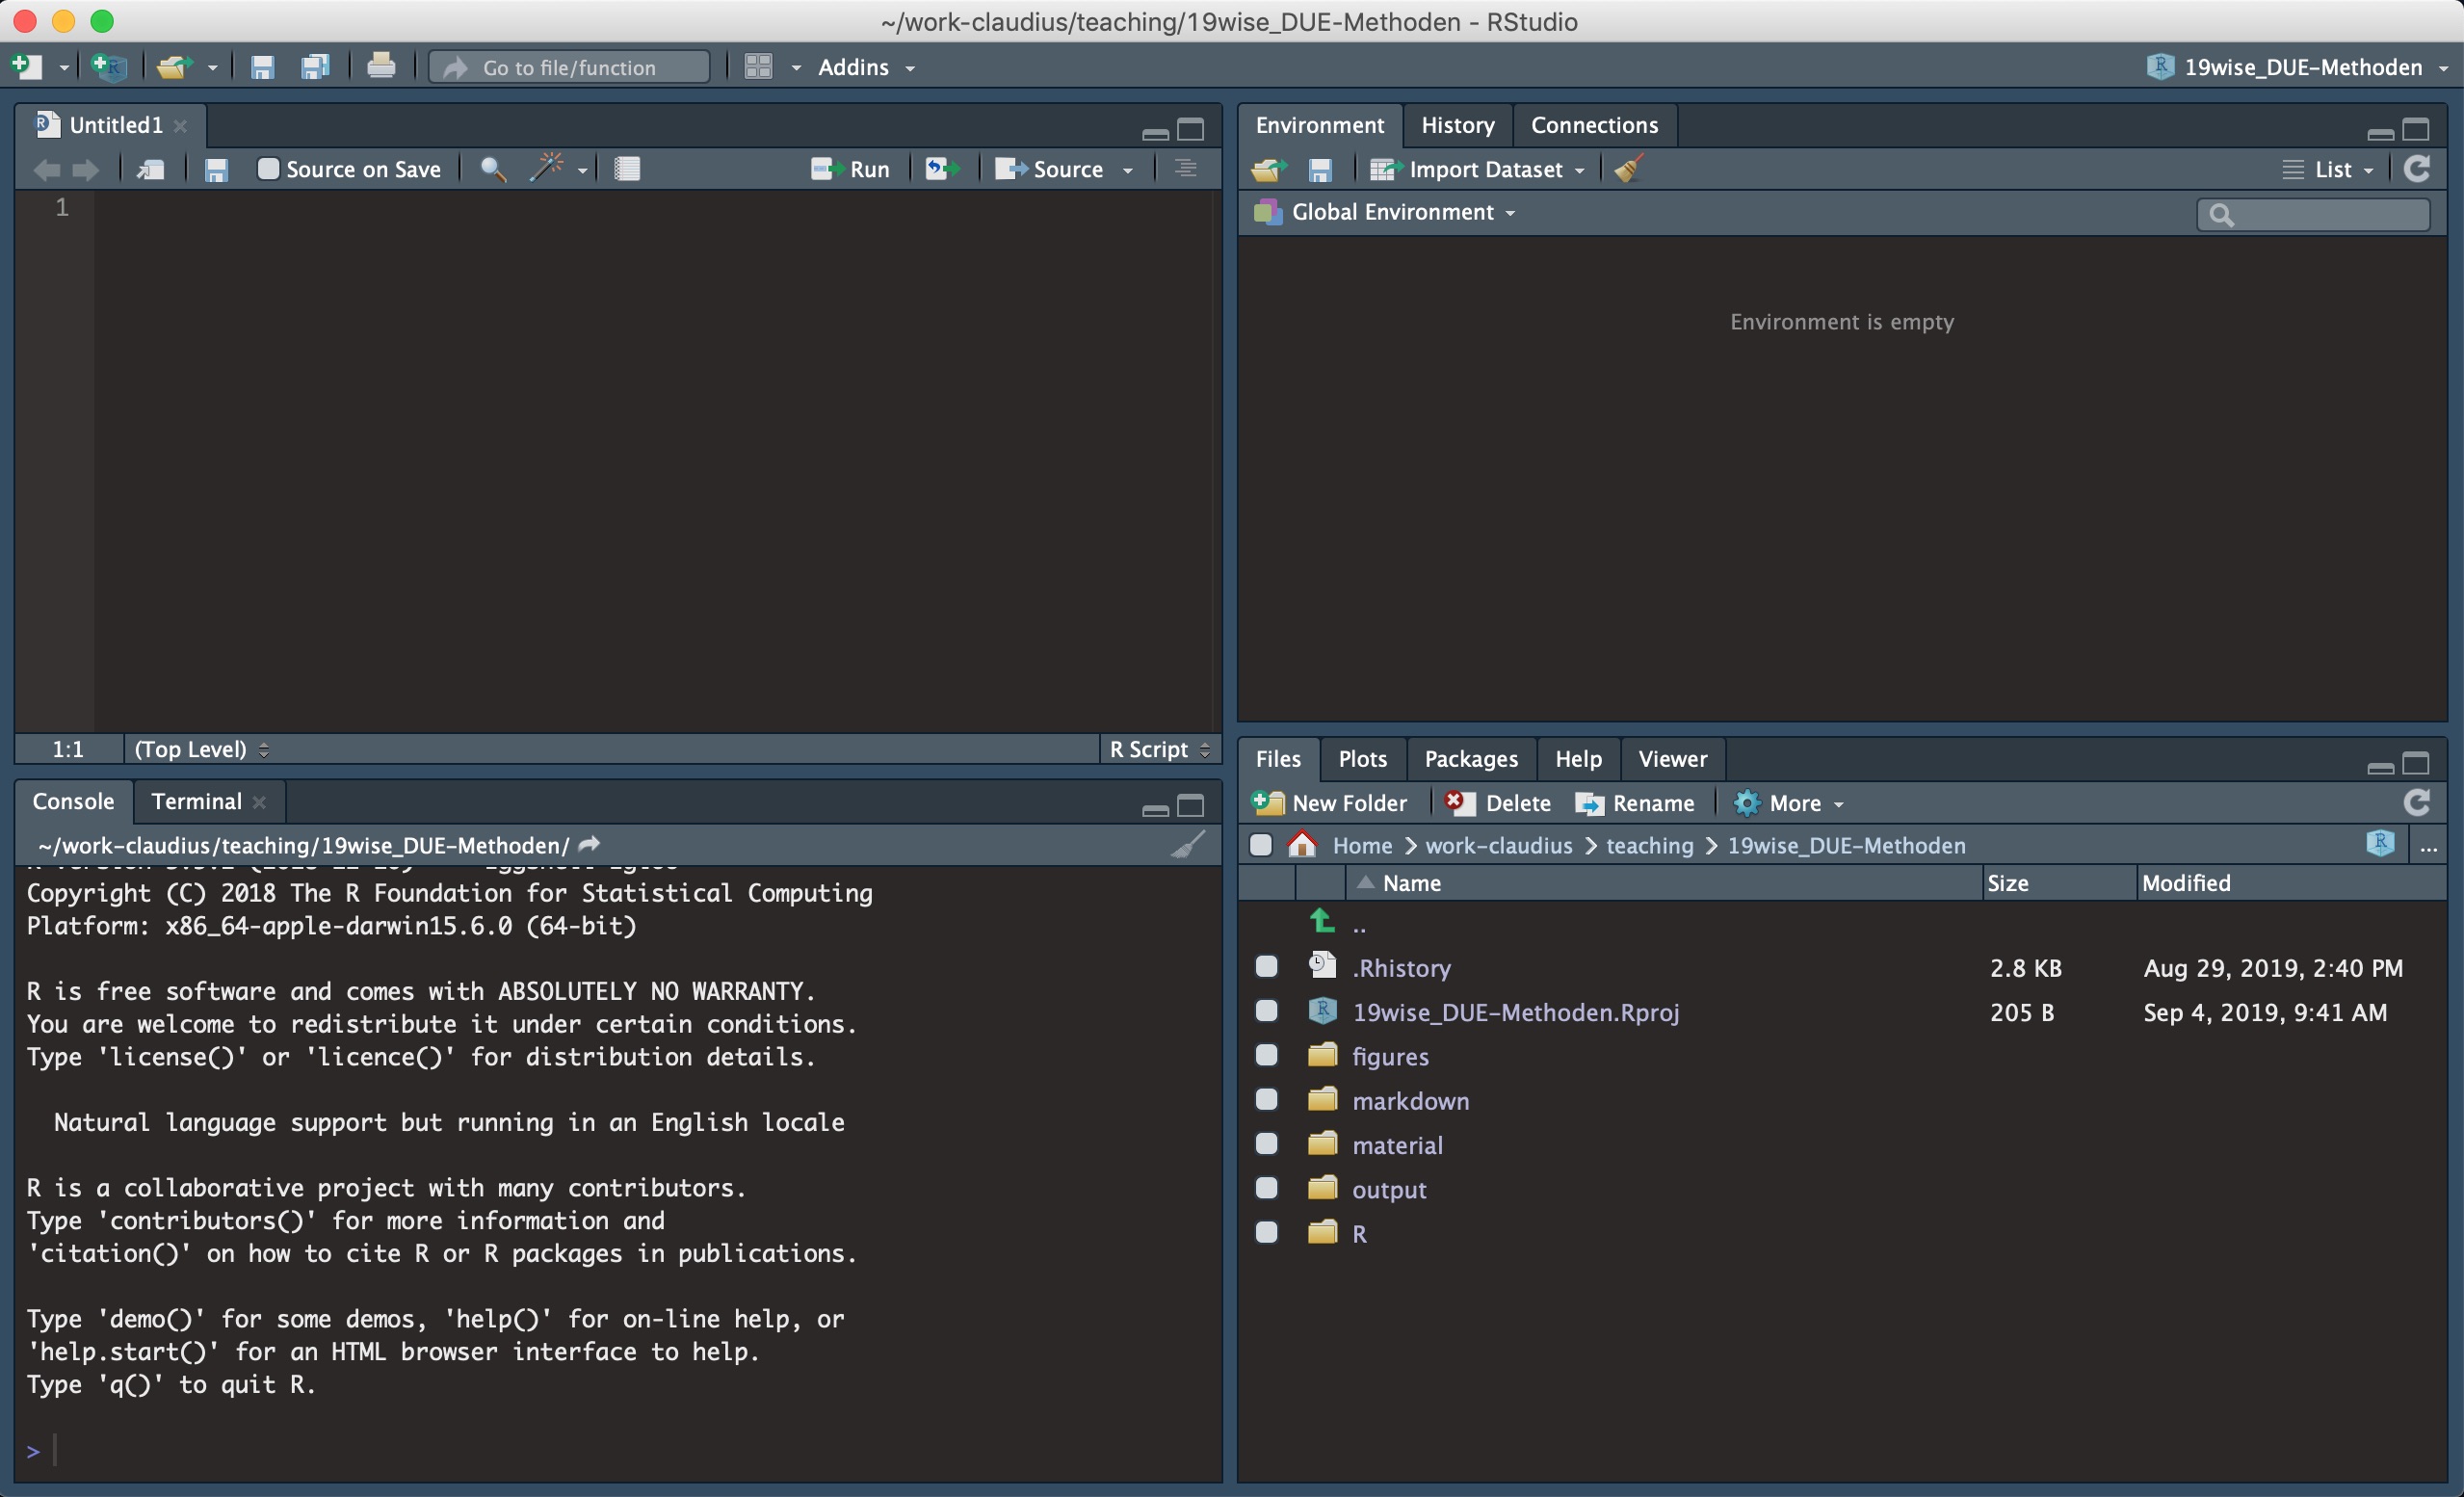 ~/work-claudius/teaching/19wise_DUE-Methoden - RStudio
Go to file/function
Addins
19wise_DUE-Methoden
Untitled1
Source on Save
Run
Source
1
1:1
(Top Level)
R Script
Environment
History
Connections
Import Dataset
List
Global Environment
Environment is empty
Console
Terminal
~/work-claudius/teaching/19wise_DUE-Methoden/
Copyright (C) 2018 The R Foundation for Statistical Computing
Platform: x86_64-apple-darwin15.6.0 (64-bit)
R is free software and comes with ABSOLUTELY NO WARRANTY.
You are welcome to redistribute it under certain conditions.
Type 'license()' or 'licence()' for distribution details.
Natural language support but running in an English locale
R is a collaborative project with many contributors.
Type 'contributors()' for more information and
'citation()' on how to cite R or R packages in publications.
Type 'demo()' for some demos, 'help()' for on-line help, or
'help.start()' for an HTML browser interface to help.
Type 'q()' to quit R.
>
Files
Plots
Packages
Help
Viewer
New Folder
Delete
Rename
More
Home
work-claudius
teaching
19wise_DUE-Methoden
...
Name
Size
Modified
..
.Rhistory 2.8 KB Aug 29, 2019, 2:40 PM
19wise_DUE-Methoden.Rproj 205 B Sep 4, 2019, 9:41 AM
figures
markdown
material
output
R